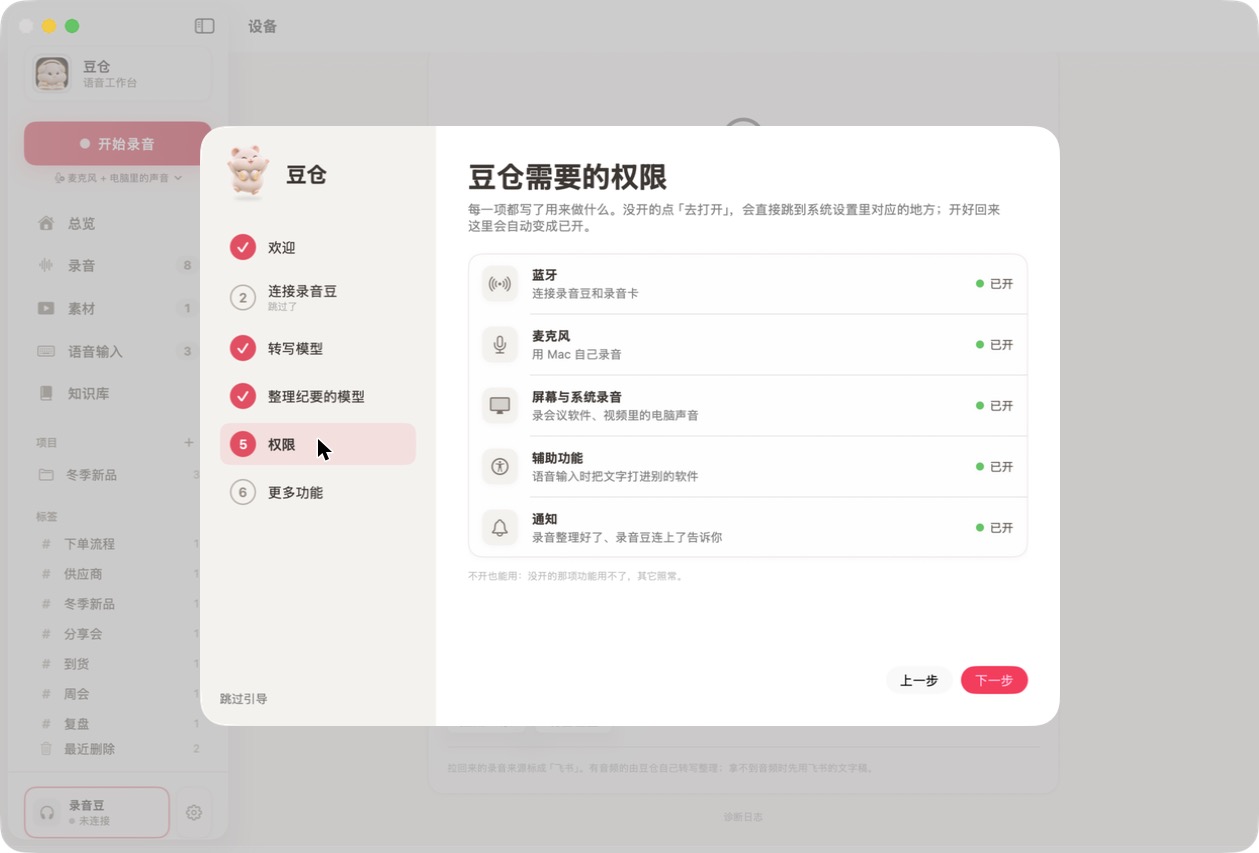 设备
豆仓
语音工作台
开始录音
麦克风 + 电脑里的声音
总览
录音 8
素材 1
语音输入 3
知识库
项目 +
冬季新品 3
标签
# 下单流程 1
# 供应商 1
# 冬季新品 1
# 分享会 1
# 到货 1
# 周会 1
# 复盘 1
最近删除 2
录音豆
未连接
豆仓
欢迎
2 连接录音豆
跳过了
转写模型
整理纪要的模型
5 权限
6 更多功能
跳过引导
豆仓需要的权限
每一项都写了用来做什么。没开的点「去打开」，会直接跳到系统设置里对应的地方；开好回来
这里会自动变成已开。
蓝牙
连接录音豆和录音卡
已开
麦克风
用 Mac 自己录音
已开
屏幕与系统录音
录会议软件、视频里的电脑声音
已开
辅助功能
语音输入时把文字打进别的软件
已开
通知
录音整理好了、录音豆连上了告诉你
已开
不开也能用：没开的那项功能用不了，其它照常。
上一步
下一步
拉回来的录音来源标成「飞书」。有音频的由豆仓自己转写整理；拿不到音频时先用飞书的文字稿。
诊断日志